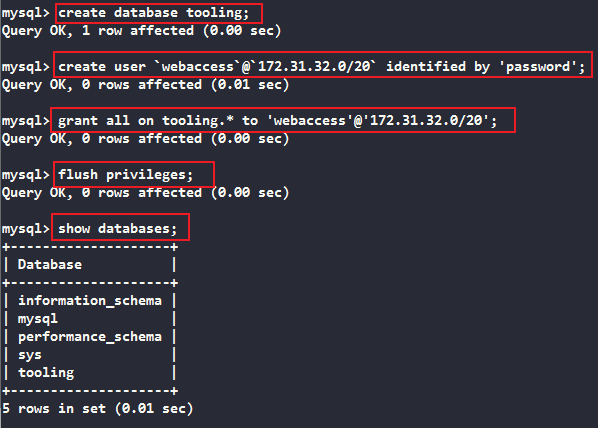 mysql> create database tooling;
Query OK, 1 row affected (0.00 sec)
mysql> create user `webaccess`@`172.31.32.0/20` identified by 'password';
Query OK, 0 rows affected (0.01 sec)
mysql> grant all on tooling.* to 'webaccess'@'172.31.32.0/20';
Query OK, 0 rows affected (0.00 sec)
mysql> flush privileges;
Query OK, 0 rows affected (0.00 sec)
mysql> show databases;
+--------------------+
| Database           |
+--------------------+
| information_schema |
| mysql              |
| performance_schema |
| sys                |
| tooling            |
+--------------------+
5 rows in set (0.01 sec)